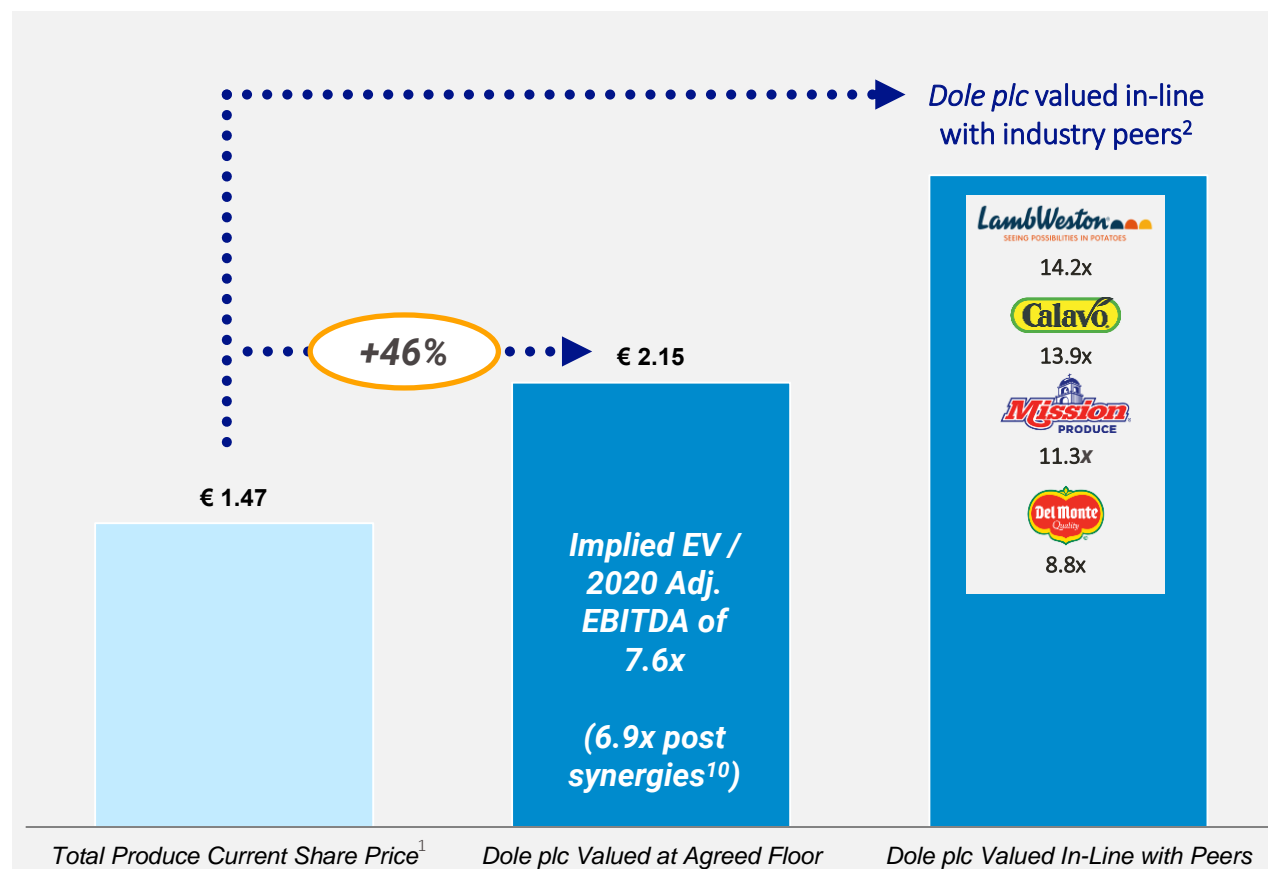 Dole plc valued in-line
with industry peers2
LambWeston
SEEING POSSIBILITIES IN POTATOES
14.2x
Calavo
13.9x
Mission
PRODUCE
11.3x
Del Monte
Quality
8.8x
+46%
€ 2.15
€ 1.47
Implied EV /
2020 Adj.
EBITDA of
7.6x
(6.9x post
synergies10)
Total Produce Current Share Price1
Dole plc Valued at Agreed Floor
Dole plc Valued In-Line with Peers